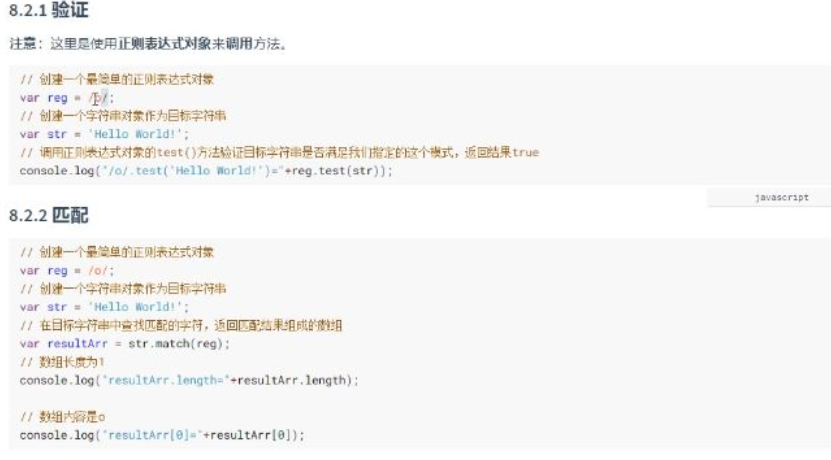 8.2.1 验证
注意：这里是使用正则表达式对象来调用方法。
// 创建一个最简单的正则表达式对象
var reg = /o/;
// 创建一个字符串对象作为目标字符串
var str = 'Hello World!';
// 调用正则表达式对象的test()方法验证目标字符串是否满足我们指定的这个模式，返回结果true
console.log("/o/.test('Hello World!')="+reg.test(str));
javascript
8.2.2 匹配
// 创建一个最简单的正则表达式对象
var reg = /o/;
// 创建一个字符串对象作为目标字符串
var str = 'Hello World!';
// 在目标字符串中查找匹配的字符，返回匹配结果组成的数组
var resultArr = str.match(reg);
// 数组长度为1
console.log("resultArr.length="+resultArr.length);
// 数组内容是o
console.log("resultArr[0]="+resultArr[0]);